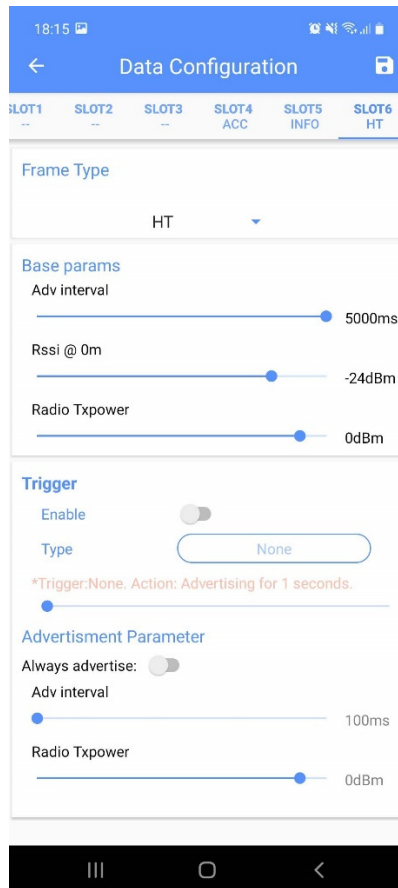 18:15
Data Configuration
SLOT1 SLOT2 SLOT3 SLOT4 SLOT5 SLOT6
-- -- -- ACC INFO HT
Frame Type
HT
Base params
Adv interval
5000ms
Rssi @ 0m
-24dBm
Radio Txpower
0dBm
Trigger
Enable
Type None
*Trigger:None. Action: Advertising for 1 seconds.
Advertisment Parameter
Always advertise:
Adv interval
100ms
Radio Txpower
0dBm